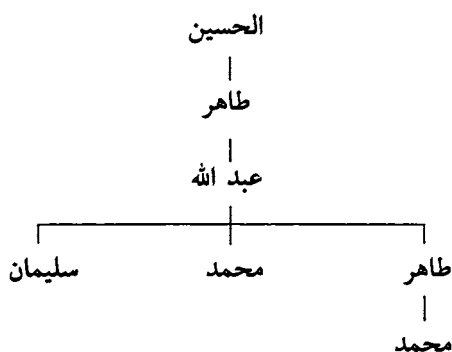 الحسين
طاهر
عبد الله
طاهر محمد سليمان
محمد